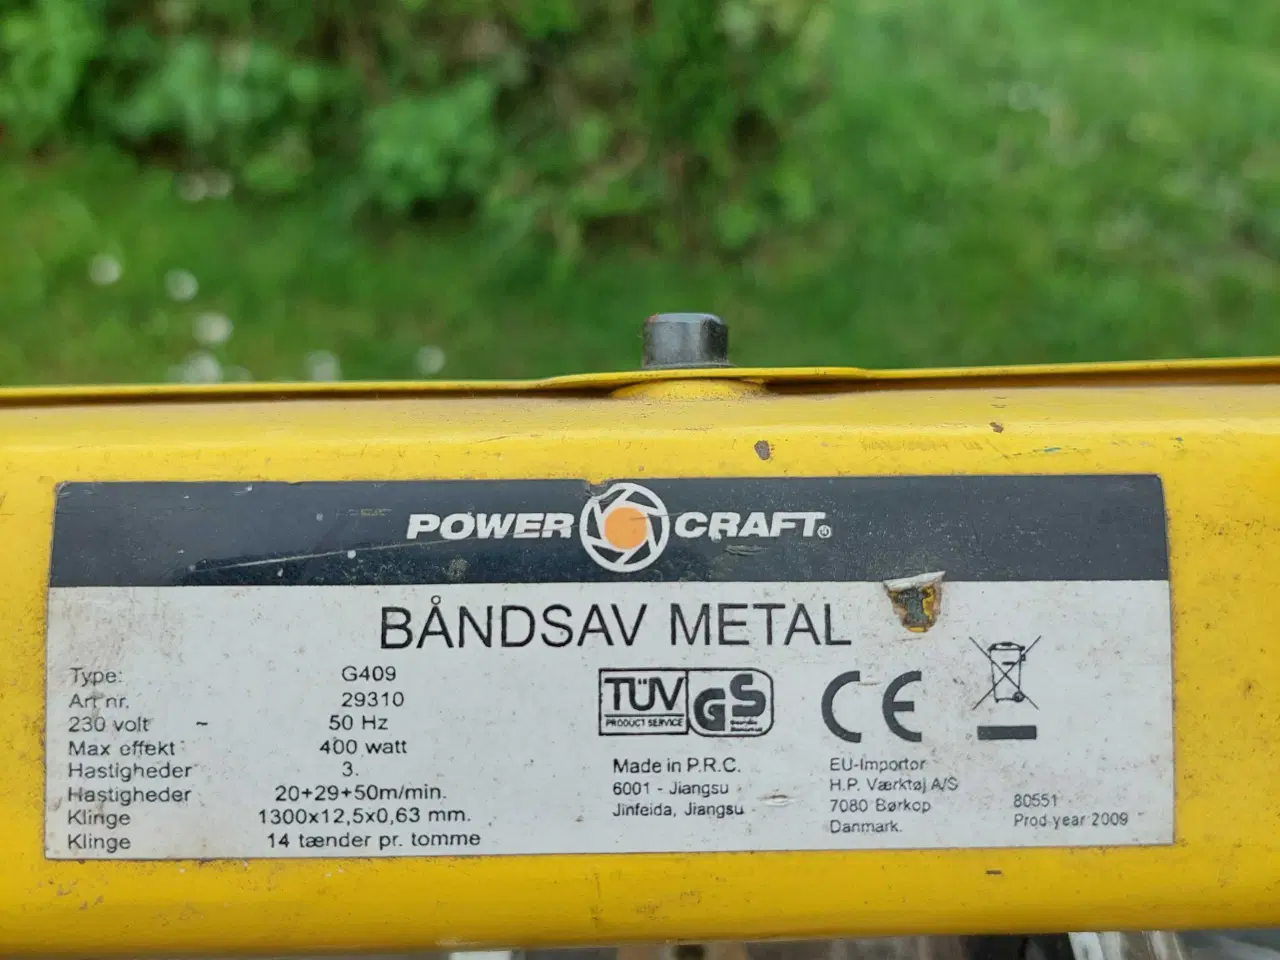 POWER CRAFT®
BÅNDSAV METAL
Type: G409
Art nr. 29310
230 volt ~ 50 Hz
Max effekt 400 watt
Hastigheder 3.
Hastigheder 20+29+50m/min.
Klinge 1300x12,5x0,63 mm.
Klinge 14 tænder pr. tomme
TÜV
PRODUCT SERVICE
GS
CE
Made in P.R.C.
6001 - Jiangsu
Jinfeida, Jiangsu
EU-Importør
H.P. Værktøj A/S
7080 Børkop
Danmark.
80551
Prod year 2009